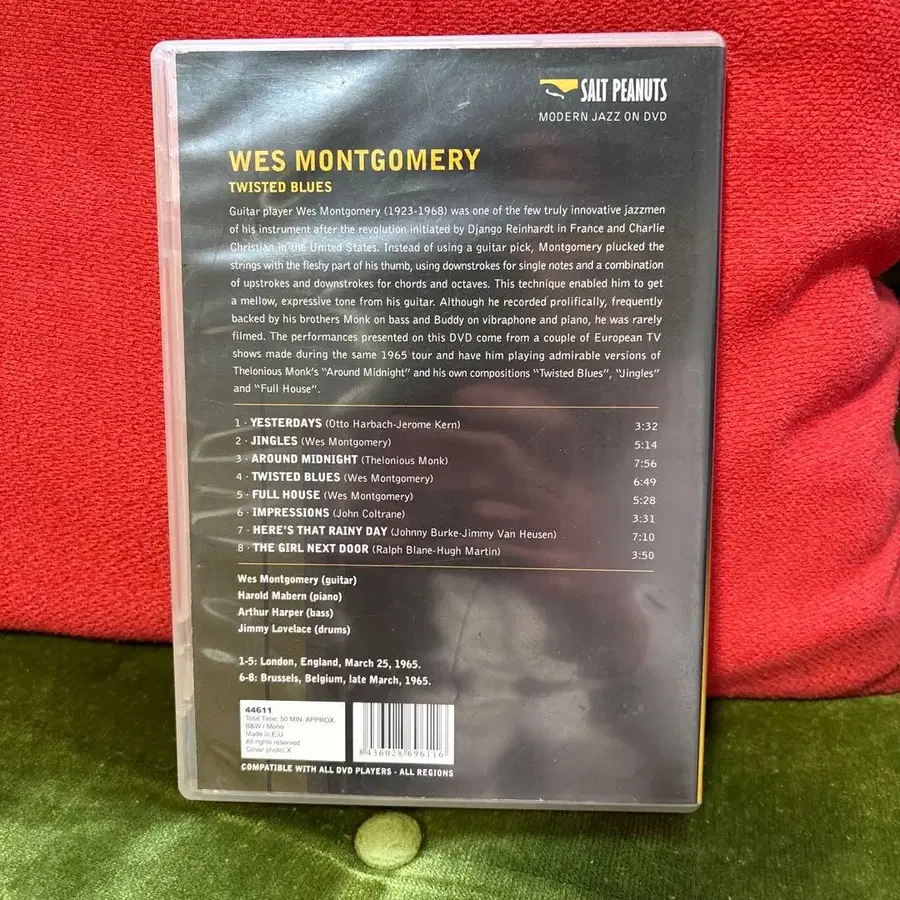 SALT PEANUTS
MODERN JAZZ ON DVD
WES MONTGOMERY
TWISTED BLUES
Guitar player Wes Montgomery (1923-1968) was one of the few truly innovative jazzmen
of his instrument after the revolution initiated by Django Reinhardt in France and Charlie
Christian in the United States. Instead of using a guitar pick, Montgomery plucked the
strings with the fleshy part of his thumb, using downstrokes for single notes and a combination
of upstrokes and downstrokes for chords and octaves. This technique enabled him to get
a mellow, expressive tone from his guitar. Although he recorded prolifically, frequently
backed by his brothers Monk on bass and Buddy on vibraphone and piano, he was rarely
filmed. The performances presented on this DVD come from a couple of European TV
shows made during the same 1965 tour and have him playing admirable versions of
Thelonious Monk's "Around Midnight" and his own compositions "Twisted Blues", "Jingles"
and "Full House".
1 · YESTERDAYS (Otto Harbach-Jerome Kern) 3:32
2 · JINGLES (Wes Montgomery) 5:14
3 · AROUND MIDNIGHT (Thelonious Monk) 7:56
4 · TWISTED BLUES (Wes Montgomery) 6:49
5 · FULL HOUSE (Wes Montgomery) 5:28
6 · IMPRESSIONS (John Coltrane) 3:31
7 · HERE'S THAT RAINY DAY (Johnny Burke-Jimmy Van Heusen) 7:10
8 · THE GIRL NEXT DOOR (Ralph Blane-Hugh Martin) 3:50
Wes Montgomery (guitar)
Harold Mabern (piano)
Arthur Harper (bass)
Jimmy Lovelace (drums)
1-5: London, England, March 25, 1965.
6-8: Brussels, Belgium, late March, 1965.
44611
Total Time: 50 MIN. APPROX.
B&W / Mono
Made in E.U
All rights reserved
Cover photo: X
8 436028 696116
COMPATIBLE WITH ALL DVD PLAYERS - ALL REGIONS